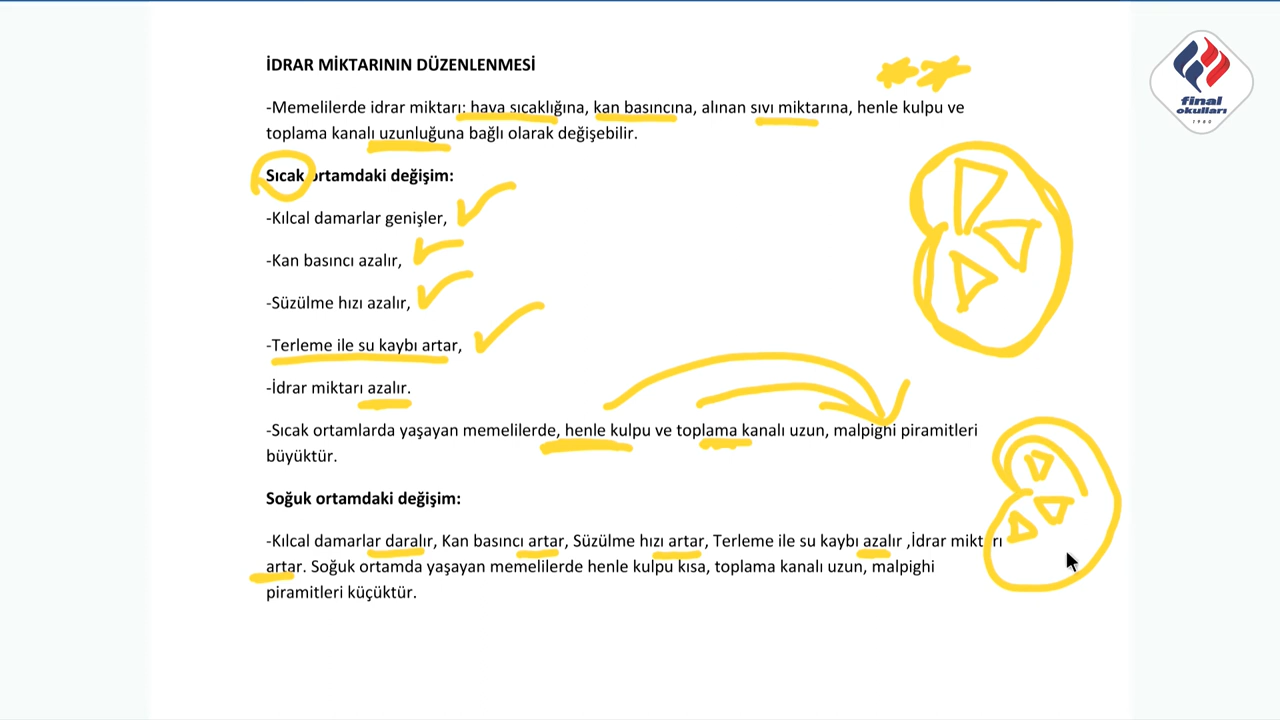 İDRAR MİKTARININ DÜZENLENMESİ
-Memelilerde idrar miktarı: hava sıcaklığına, kan basıncına, alınan sıvı miktarına, henle kulpu ve
toplama kanalı uzunluğuna bağlı olarak değişebilir.
Sıcak ortamdaki değişim:
-Kılcal damarlar genişler,
-Kan basıncı azalır,
-Süzülme hızı azalır,
-Terleme ile su kaybı artar,
-İdrar miktarı azalır.
-Sıcak ortamlarda yaşayan memelilerde, henle kulpu ve toplama kanalı uzun, malpighi piramitleri
büyüktür.
Soğuk ortamdaki değişim:
-Kılcal damarlar daralır, Kan basıncı artar, Süzülme hızı artar, Terleme ile su kaybı azalır ,İdrar miktarı
artar. Soğuk ortamda yaşayan memelilerde henle kulpu kısa, toplama kanalı uzun, malpighi
piramitleri küçüktür.
final
okulları
1980